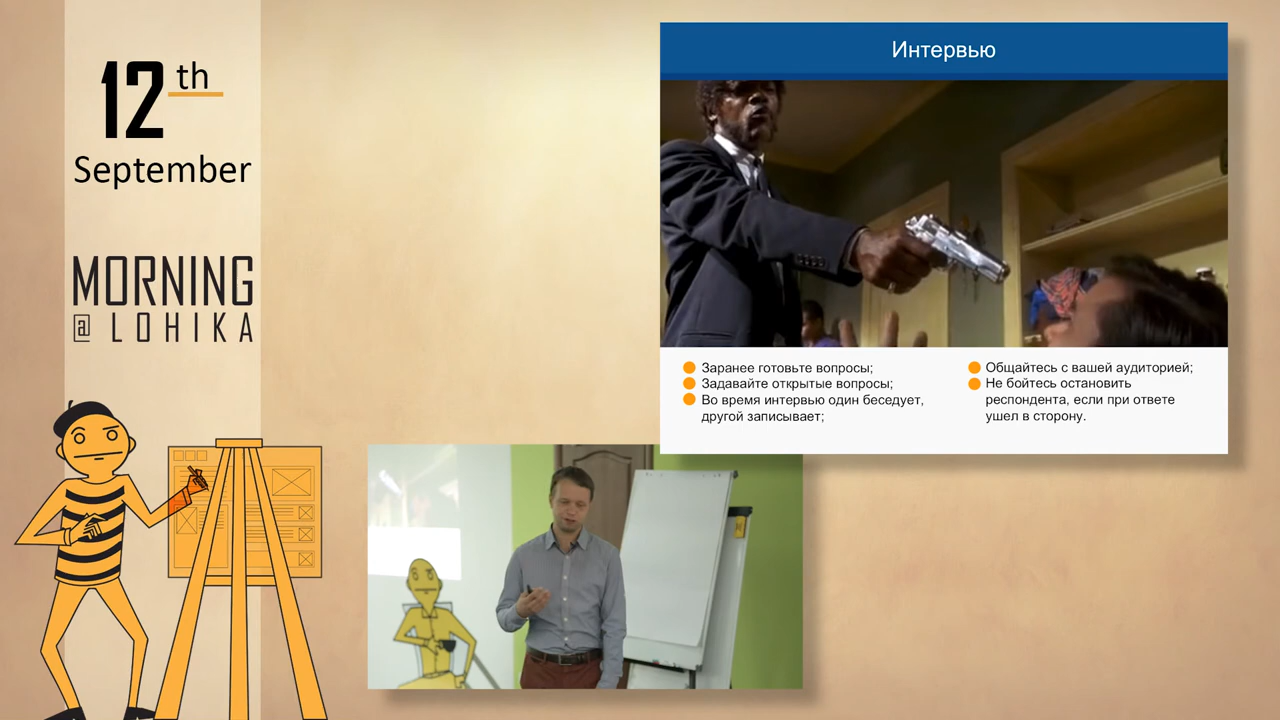 12th
September
MORNING
@ LOHIKA
Интервью
Заранее готовьте вопросы;
Задавайте открытые вопросы;
Во время интервью один беседует,
другой записывает;
Общайтесь с вашей аудиторией;
Не бойтесь остановить
респондента, если при ответе
ушел в сторону.